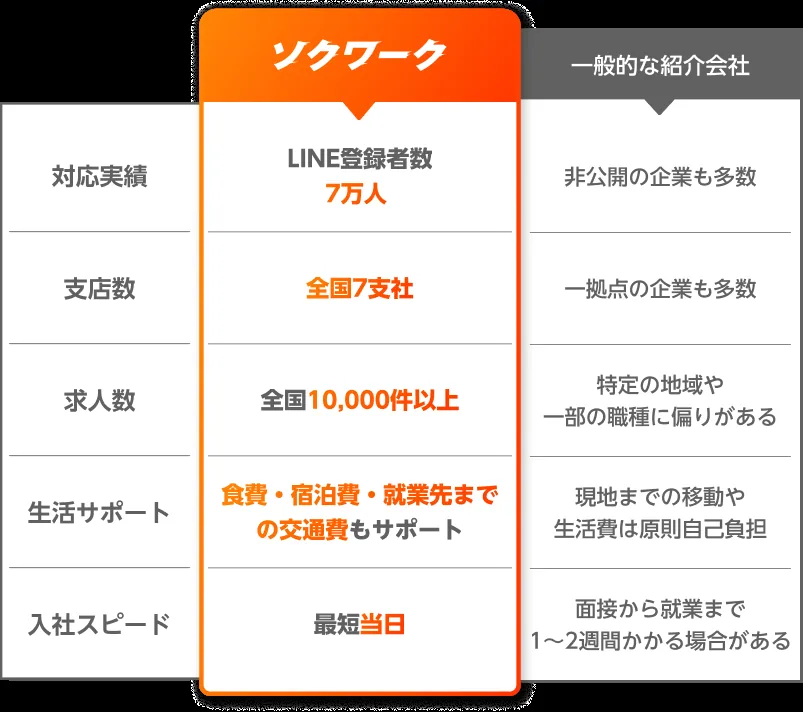 ソクワーク
一般的な紹介会社
対応実績
LINE登録者数
7万人
非公開の企業も多数
支店数
全国7支社
一拠点の企業も多数
求人数
全国10,000件以上
特定の地域や
一部の職種に偏りがある
生活サポート
食費・宿泊費・就業先まで
の交通費もサポート
現地までの移動や
生活費は原則自己負担
入社スピード
最短当日
面接から就業まで
1〜2週間かかる場合がある